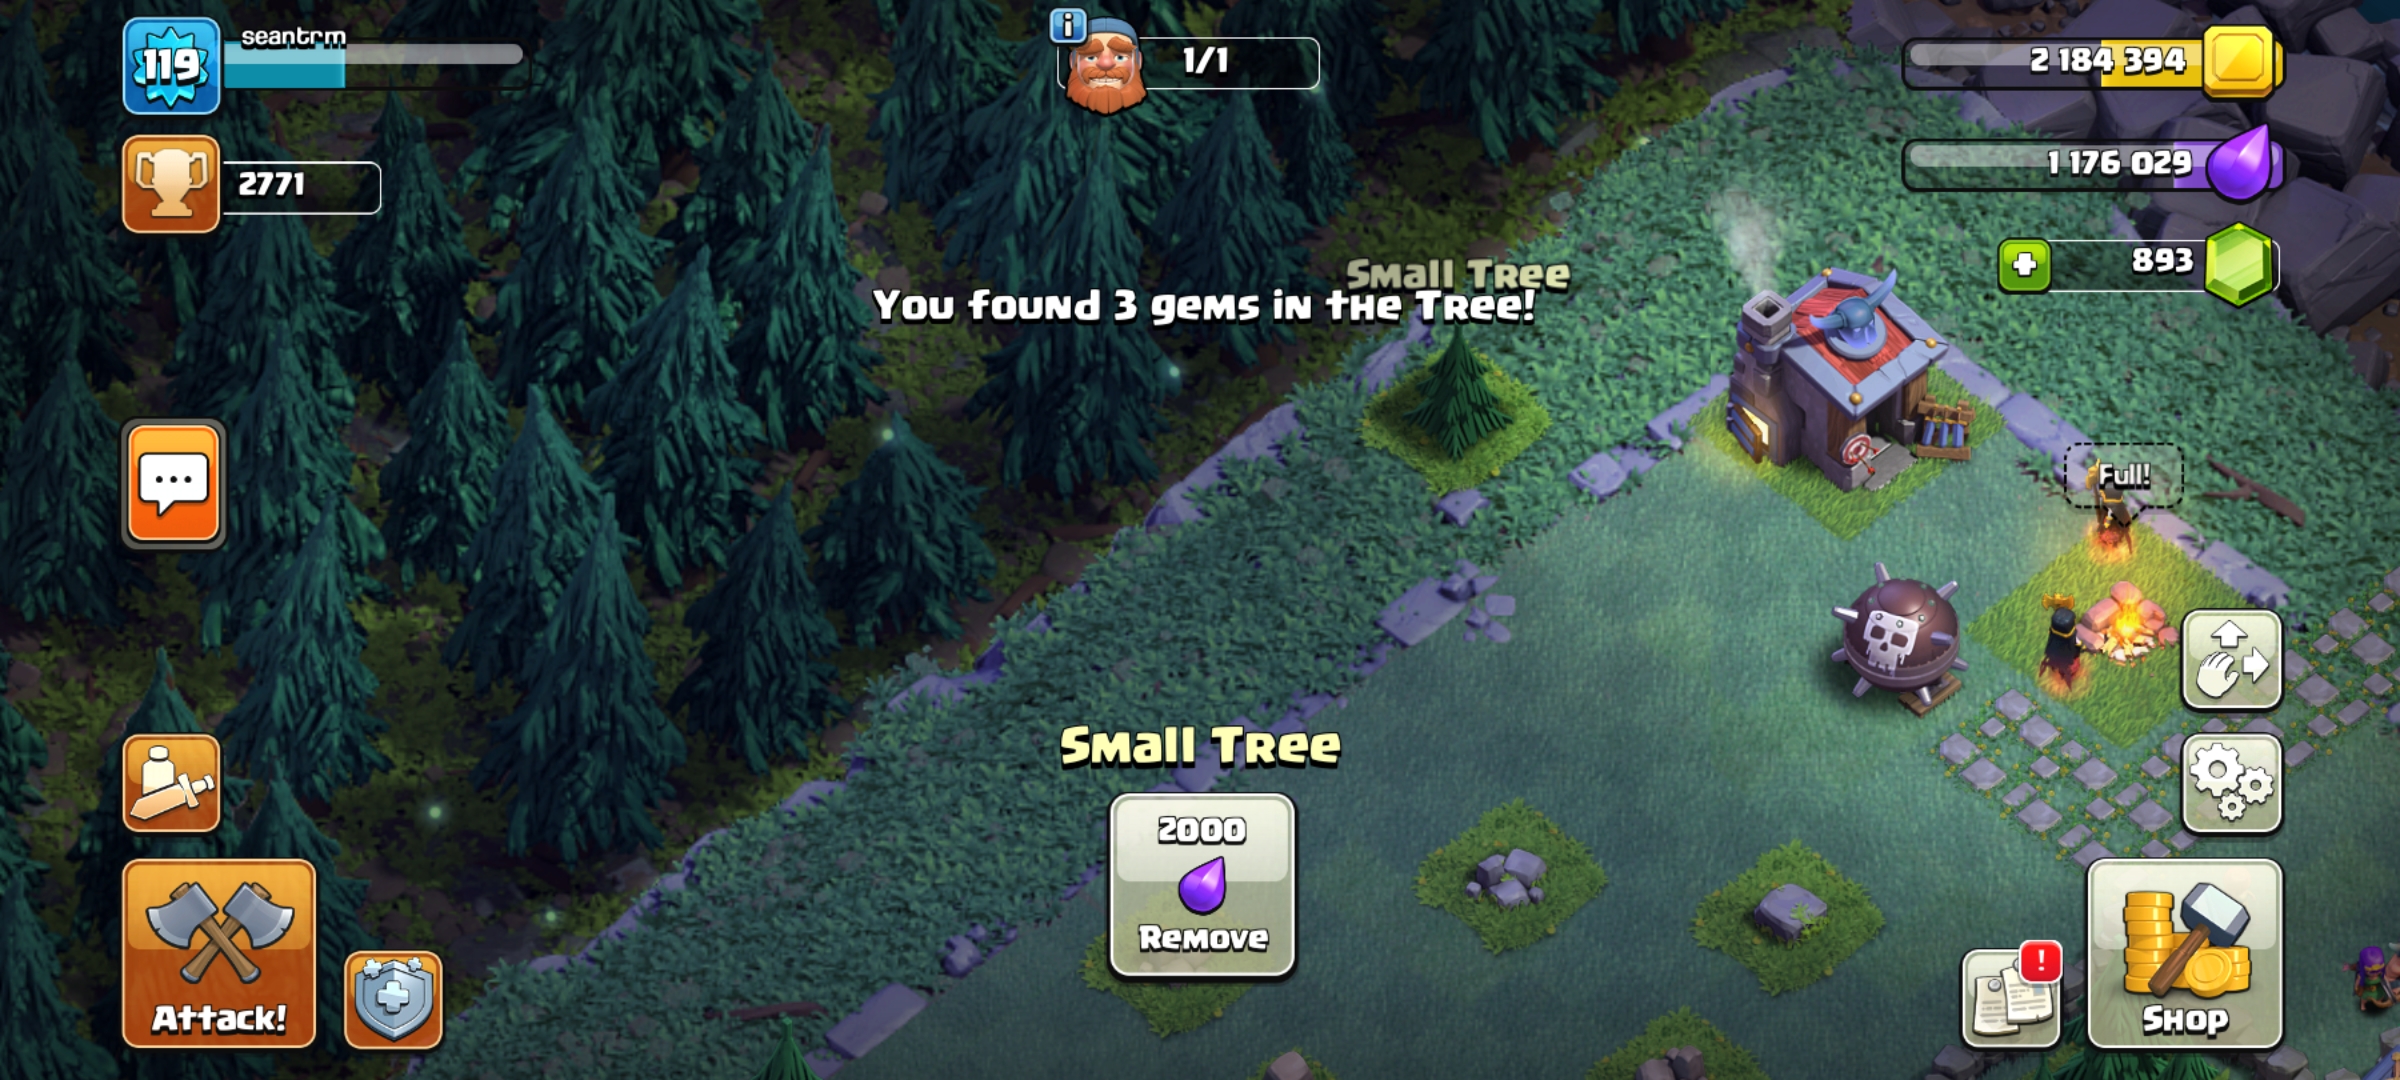 119
seantrm
1/1
2 184 394
2771
1 176 029
893
Small Tree
You found 3 gems in the Tree!
Full!
Small Tree
2000
Remove
Attack!
!
Shop